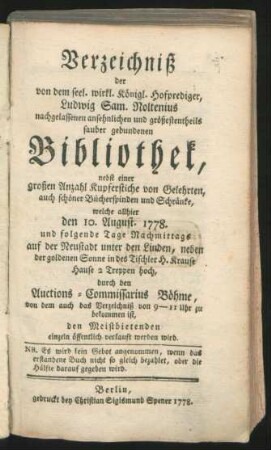 Verzeichniß
der
von dem seel. wirkl. Königl. Hofprediger,
Ludwig Sam. Noltenius
nachgelassenen ansehnlichen und größestentheils
sauber gebundenen
Bibliothek,
nebst einer
großen Anzahl Kupferstiche von Gelehrten,
auch schöner Bücherspinden und Schränke,
welche allhier
den 10. August. 1778.
und folgende Tage Nachmittags
auf der Neustadt unter den Linden, neben
der goldenen Sonne in des Tischler H. Krause
Hause 2 Treppen hoch,
durch den
Auctions-Commissarius Böhme,
von dem auch das Verzeichniß von 9—11 Uhr zu
bekommen ist,
den Meistbietenden
einzeln öffentlich verkauft werden wird.
NB. Es wird kein Gebot angenommen, wenn das
erstandene Buch nicht so gleich bezahlet, oder die
Hälfte darauf gegeben wird.
Berlin,
gedruckt bey Christian Sigismund Spener 1778.